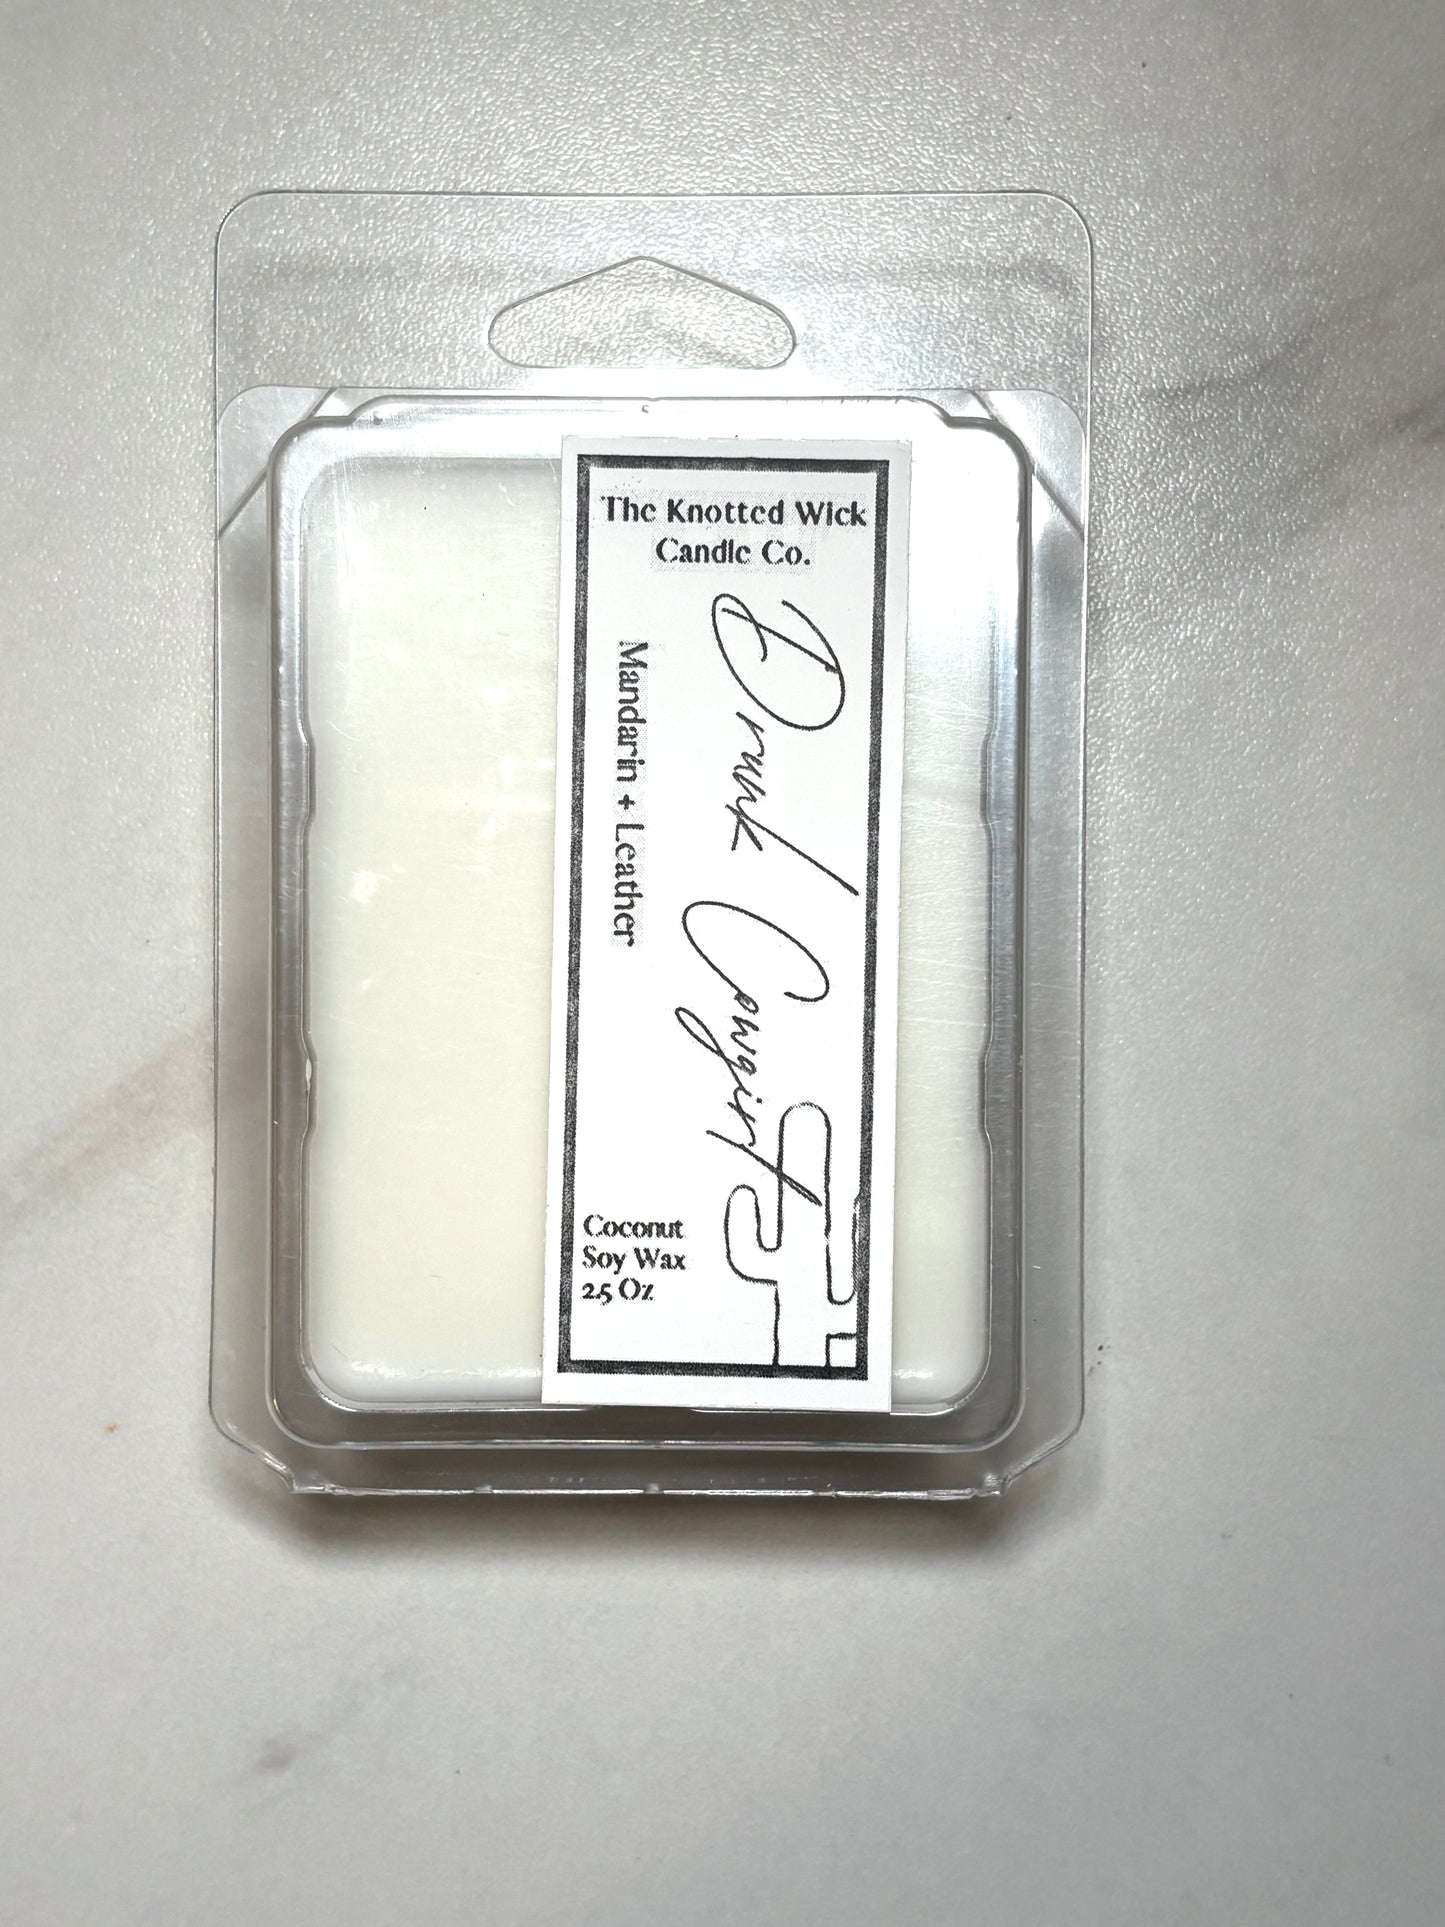 The Knotted Wick
Candle Co.
Drunk Cowgirl
Mandarin + Leather
Coconut
Soy Wax
2.5 Oz